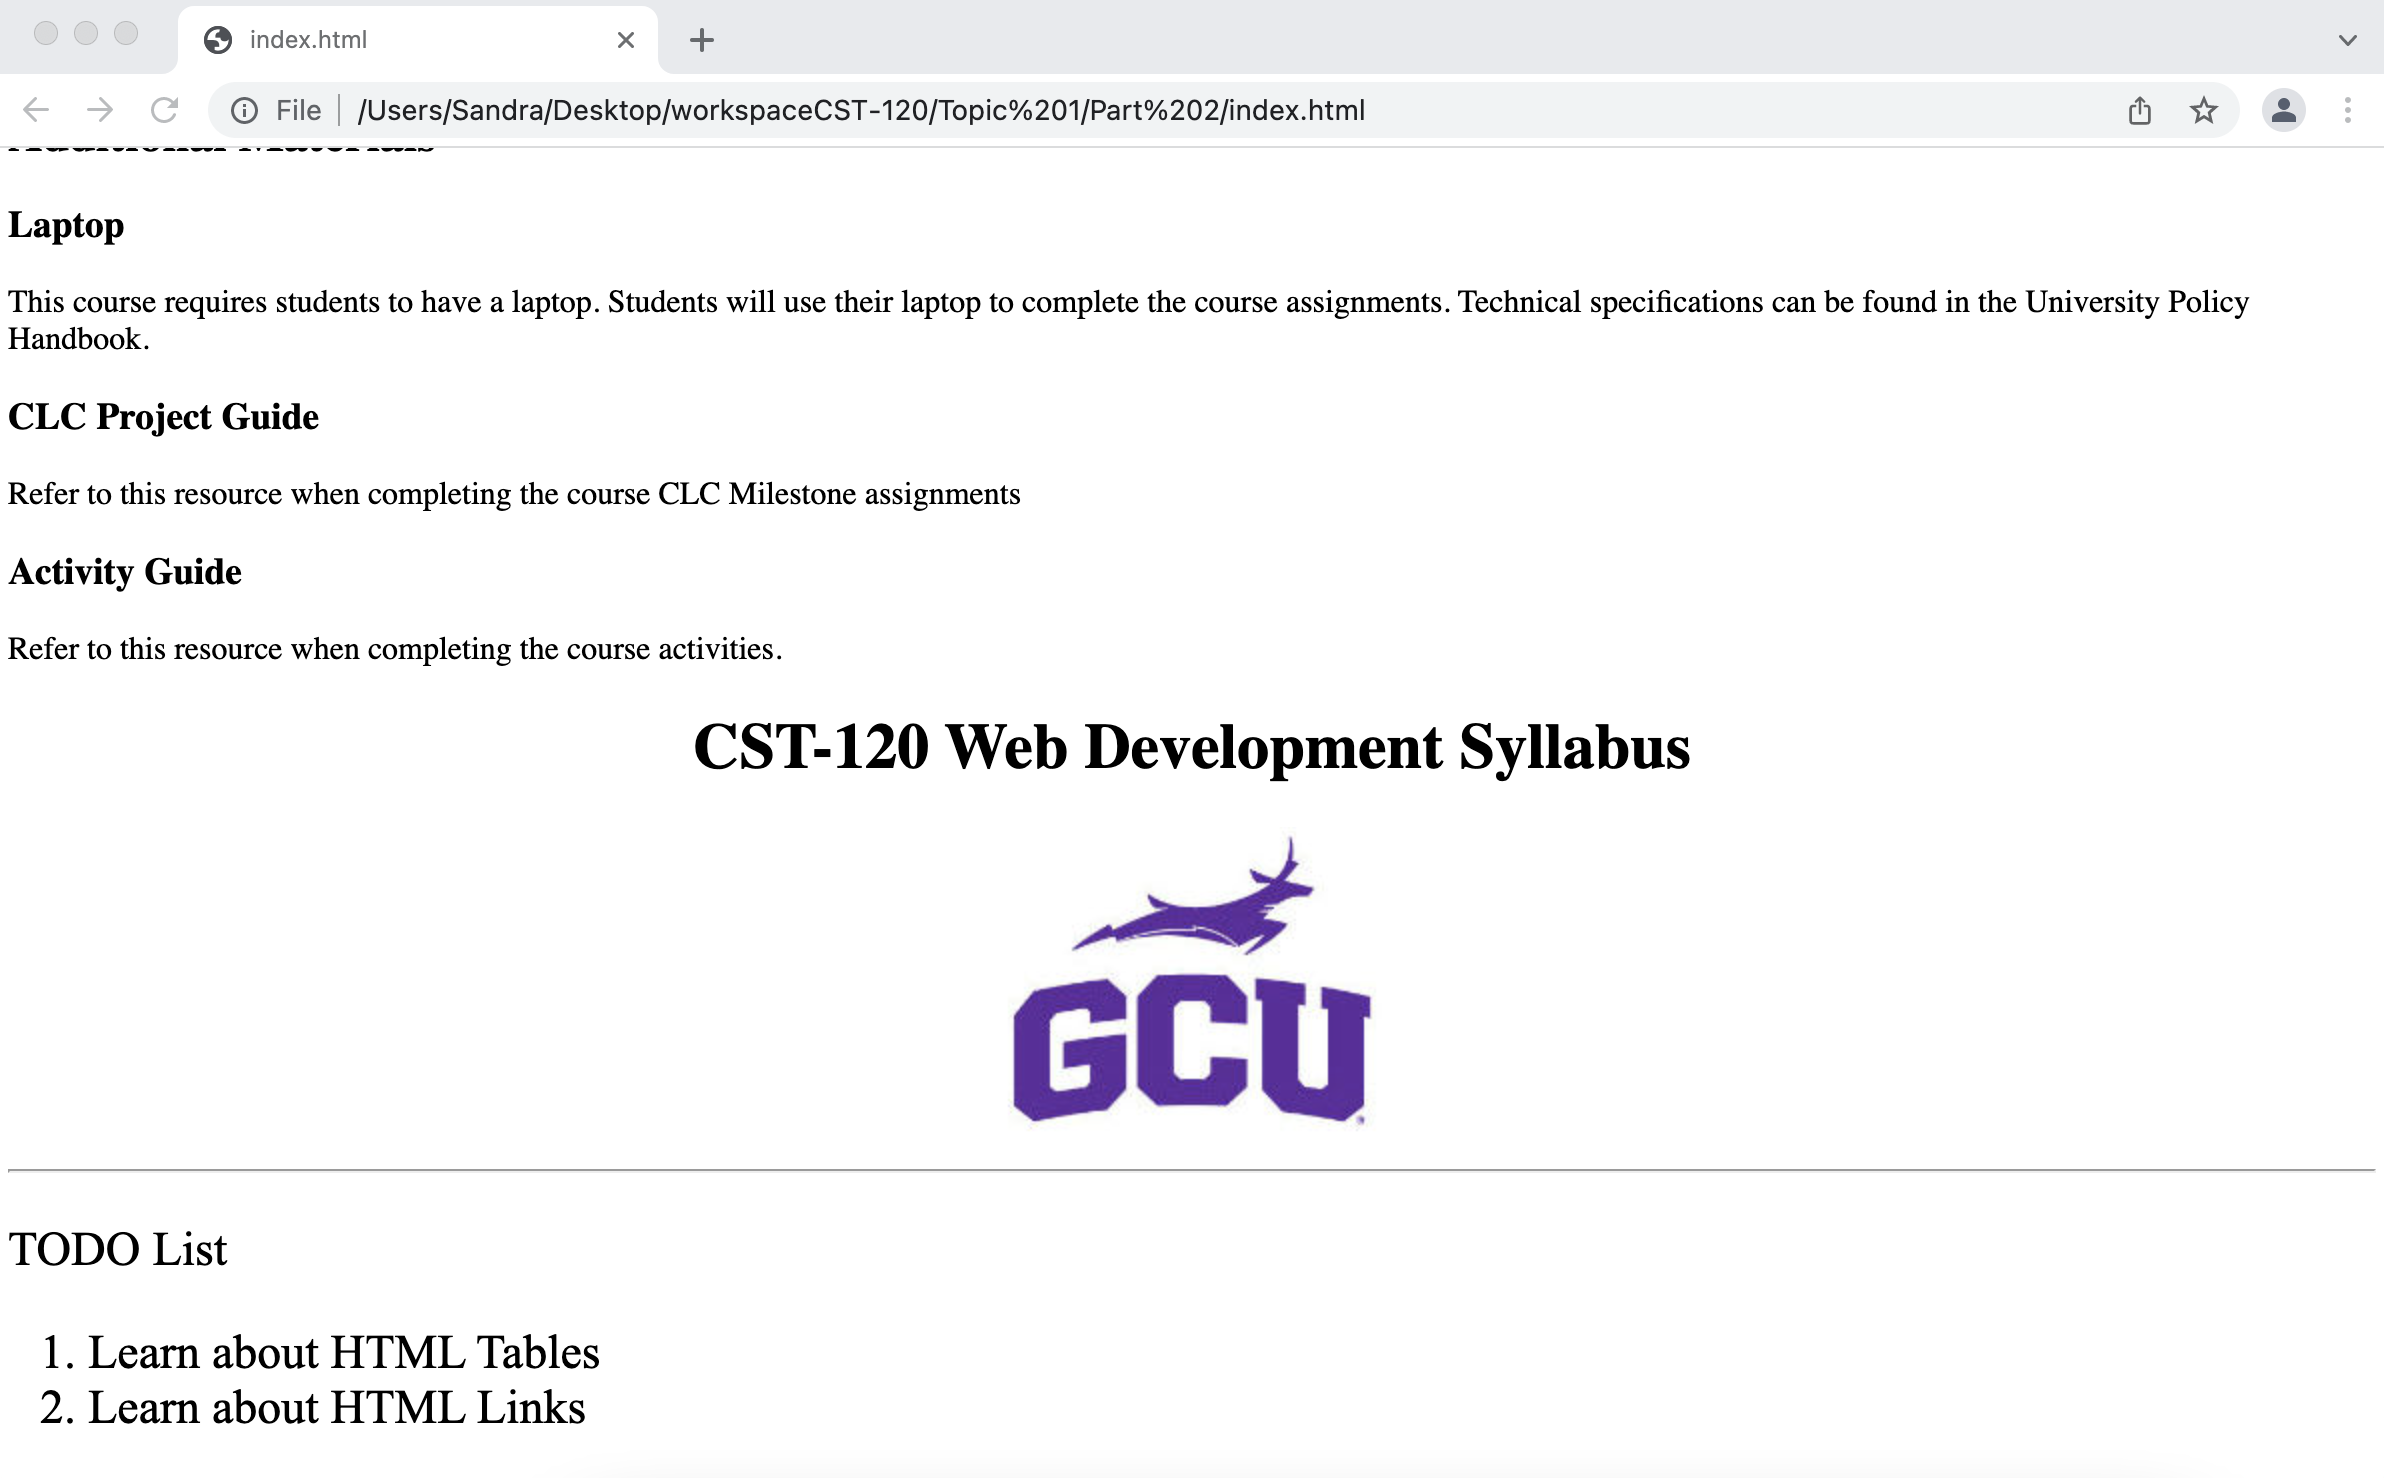 index.html
File
/Users/Sandra/Desktop/workspaceCST-120/Topic%201/Part%202/index.html
Additional Materials
Laptop
This course requires students to have a laptop. Students will use their laptop to complete the course assignments. Technical specifications can be found in the University Policy
Handbook.
CLC Project Guide
Refer to this resource when completing the course CLC Milestone assignments
Activity Guide
Refer to this resource when completing the course activities.
CST-120 Web Development Syllabus
GCU
TODO List
1. Learn about HTML Tables
2. Learn about HTML Links